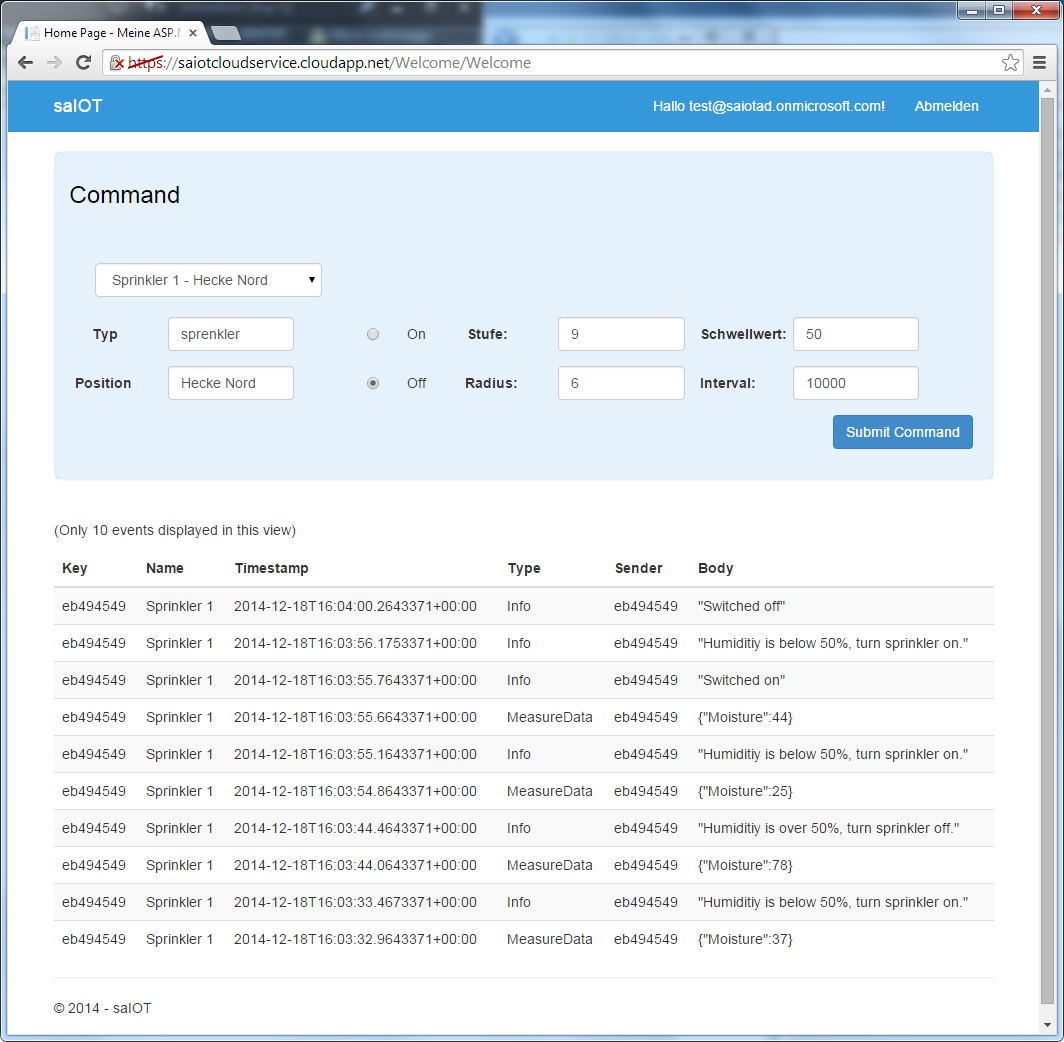 Home Page - Meine ASP.N
https://saiotcloudservice.cloudapp.net/Welcome/Welcome
saIOT Hallo test@saiotad.onmicrosoft.com! Abmelden
Command
Sprinkler 1 - Hecke Nord
Typ sprenkler On Stufe: 9 Schwellwert: 50
Position Hecke Nord Off Radius: 6 Interval: 10000
Submit Command
(Only 10 events displayed in this view)
Key Name Timestamp Type Sender Body
eb494549 Sprinkler 1 2014-12-18T16:04:00.2643371+00:00 Info eb494549 "Switched off"
eb494549 Sprinkler 1 2014-12-18T16:03:56.1753371+00:00 Info eb494549 "Humiditiy is below 50%, turn sprinkler on."
eb494549 Sprinkler 1 2014-12-18T16:03:55.7643371+00:00 Info eb494549 "Switched on"
eb494549 Sprinkler 1 2014-12-18T16:03:55.6643371+00:00 MeasureData eb494549 {"Moisture":44}
eb494549 Sprinkler 1 2014-12-18T16:03:55.1643371+00:00 Info eb494549 "Humiditiy is below 50%, turn sprinkler on."
eb494549 Sprinkler 1 2014-12-18T16:03:54.8643371+00:00 MeasureData eb494549 {"Moisture":25}
eb494549 Sprinkler 1 2014-12-18T16:03:44.4643371+00:00 Info eb494549 "Humiditiy is over 50%, turn sprinkler off."
eb494549 Sprinkler 1 2014-12-18T16:03:44.0643371+00:00 MeasureData eb494549 {"Moisture":78}
eb494549 Sprinkler 1 2014-12-18T16:03:33.4673371+00:00 Info eb494549 "Humiditiy is below 50%, turn sprinkler on."
eb494549 Sprinkler 1 2014-12-18T16:03:32.9643371+00:00 MeasureData eb494549 {"Moisture":37}
© 2014 - saIOT